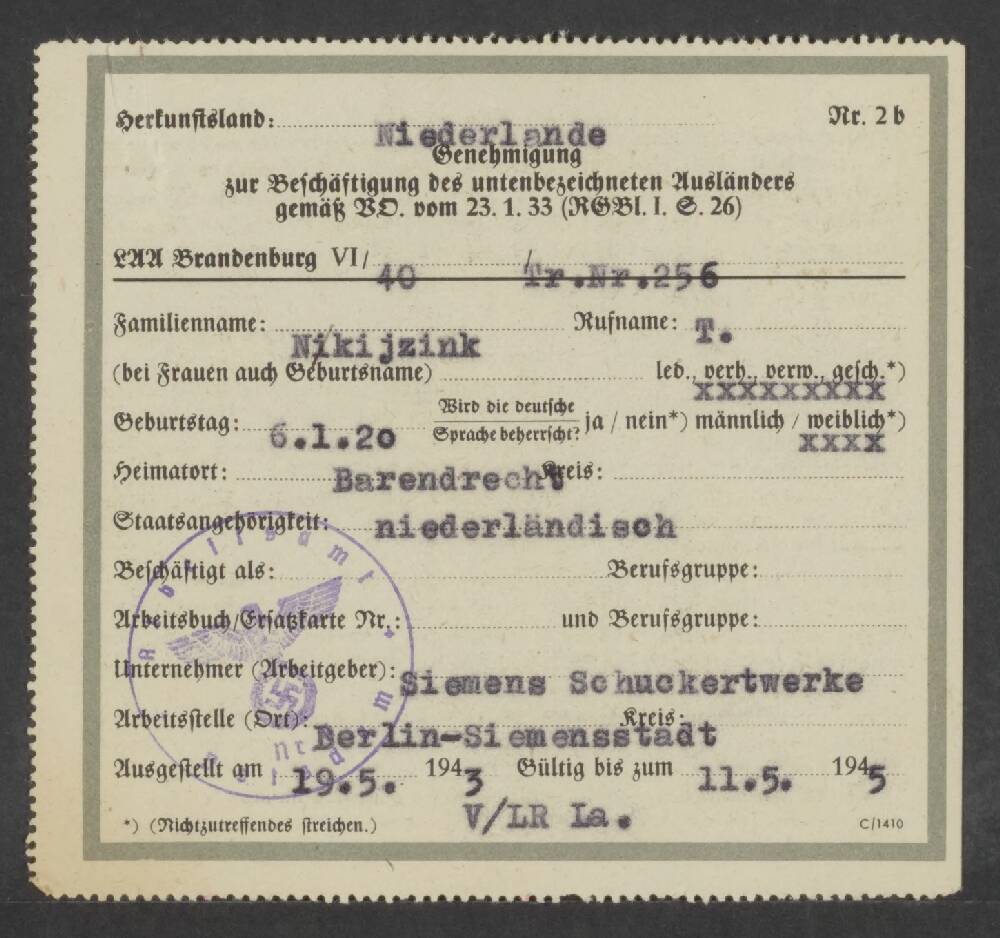 Herkunftsland: Niederlande Nr. 2 b
Genehmigung
zur Beschäftigung des untenbezeichneten Ausländers
gemäß VO. vom 23. 1. 33 (RGBl. I. S. 26)
LAA Brandenburg VI/ 40 / Tr.Nr.256
Familienname: Nikijzink Rufname: T.
(bei Frauen auch Geburtsname) led., verh., verw., gesch.*)
xxxxxxxxx
Geburtstag: 6.1.20 Wird die deutsche Sprache beherrscht? ja / nein*) männlich / weiblich*)
xxxx
Heimatort: Barendrecht Kreis:
Staatsangehörigkeit: niederländisch
Beschäftigt als: Berufsgruppe:
Arbeitsbuch/Ersatzkarte Nr.: und Berufsgruppe:
Unternehmer (Arbeitgeber): Siemens Schuckertwerke
Arbeitsstelle (Ort): Berlin-Siemensstadt Kreis:
Ausgestellt am 19.5. 1943 Gültig bis zum 11.5. 1945
V/LR La.
*) (Nichtzutreffendes streichen.) C/1410
Arbeitsamt